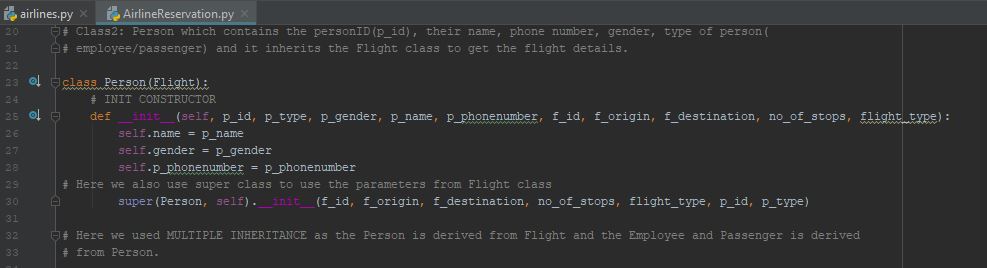 airlines.py AirlineReservation.py
20 # Class2: Person which contains the personID(p_id), their name, phone number, gender, type of person(
21 # employee/passenger) and it inherits the Flight class to get the flight details.
22
23 class Person(Flight):
24 # INIT CONSTRUCTOR
25 def __init__(self, p_id, p_type, p_gender, p_name, p_phonenumber, f_id, f_origin, f_destination, no_of_stops, flight_type):
26 self.name = p_name
27 self.gender = p_gender
28 self.p_phonenumber = p_phonenumber
29 # Here we also use super class to use the parameters from Flight class
30 super(Person, self).__init__(f_id, f_origin, f_destination, no_of_stops, flight_type, p_id, p_type)
31
32 # Here we used MULTIPLE INHERITANCE as the Person is derived from Flight and the Employee and Passenger is derived
33 # from Person.